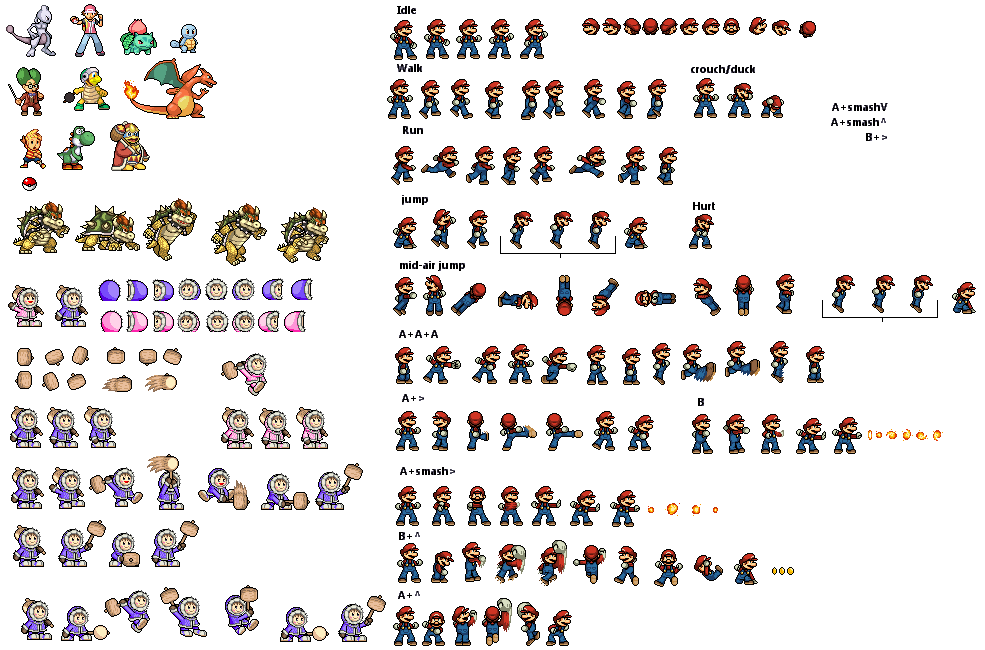 Idle
Walk
crouch/duck
A+smashV
A+smash^
B+>
Run
jump
Hurt
mid-air jump
A+A+A
A+>
B
A+smash>
B+^
A+^